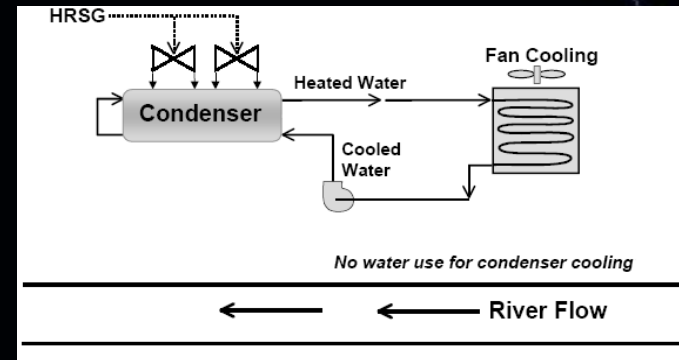 HRSG
Fan Cooling
Heated Water
Condenser
Cooled
Water
No water use for condenser cooling
River Flow